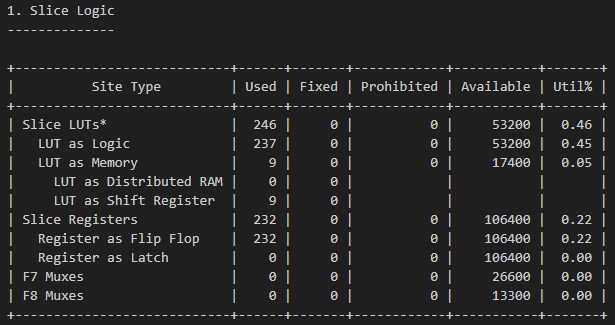 1. Slice Logic
--------------

+----------------------------+------+-------+------------+-----------+-------+
|          Site Type         | Used | Fixed | Prohibited | Available | Util% |
+----------------------------+------+-------+------------+-----------+-------+
| Slice LUTs*                |  246 |     0 |          0 |     53200 |  0.46 |
|   LUT as Logic             |  237 |     0 |          0 |     53200 |  0.45 |
|   LUT as Memory            |    9 |     0 |          0 |     17400 |  0.05 |
|     LUT as Distributed RAM |    0 |     0 |            |           |       |
|     LUT as Shift Register  |    9 |     0 |            |           |       |
| Slice Registers            |  232 |     0 |          0 |    106400 |  0.22 |
|   Register as Flip Flop    |  232 |     0 |          0 |    106400 |  0.22 |
|   Register as Latch        |    0 |     0 |          0 |    106400 |  0.00 |
| F7 Muxes                   |    0 |     0 |          0 |     26600 |  0.00 |
| F8 Muxes                   |    0 |     0 |          0 |     13300 |  0.00 |
+----------------------------+------+-------+------------+-----------+-------+